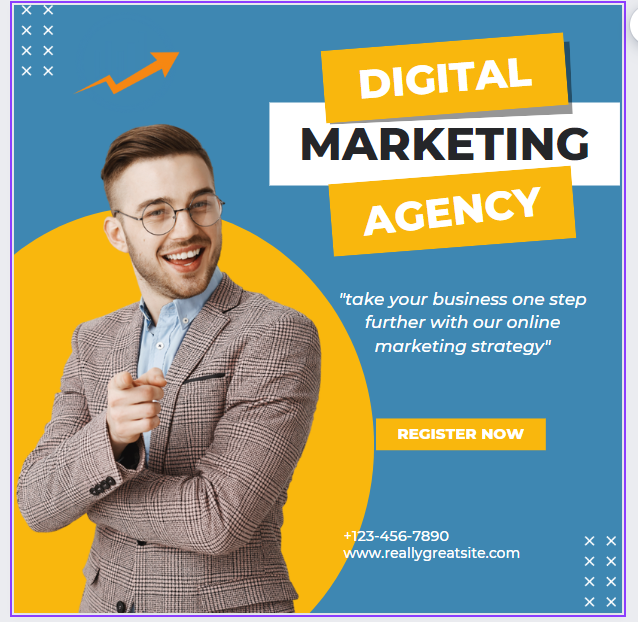 DIGITAL
MARKETING
AGENCY
"take your business one step
further with our online
marketing strategy"
REGISTER NOW
+123-456-7890
www.reallygreatsite.com